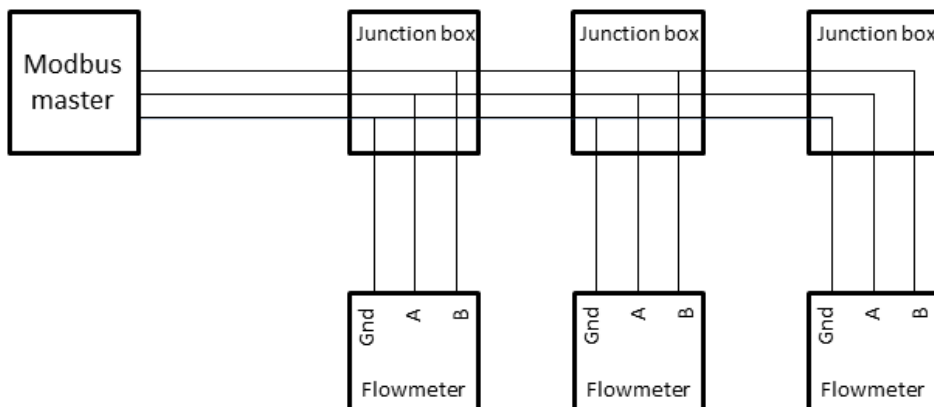 Modbus
master
Junction box
Junction box
Junction box
Gnd
A
B
Flowmeter
Gnd
A
B
Flowmeter
Gnd
A
B
Flowmeter